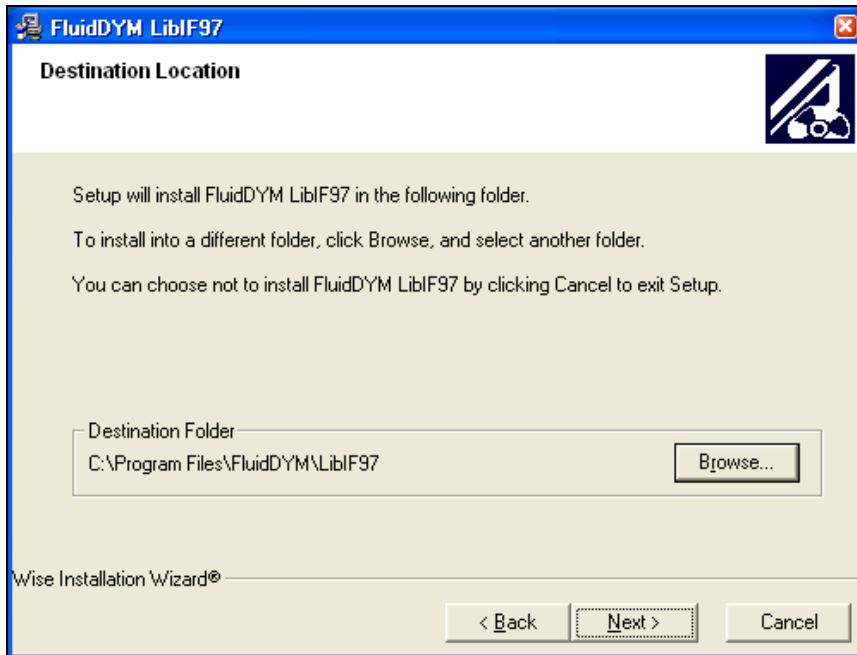 FluidDYM LibIF97
Destination Location
Setup will install FluidDYM LibIF97 in the following folder.
To install into a different folder, click Browse, and select another folder.
You can choose not to install FluidDYM LibIF97 by clicking Cancel to exit Setup.
Destination Folder
C:\Program Files\FluidDYM\LibIF97
Browse...
Wise Installation Wizard®
< Back
Next >
Cancel